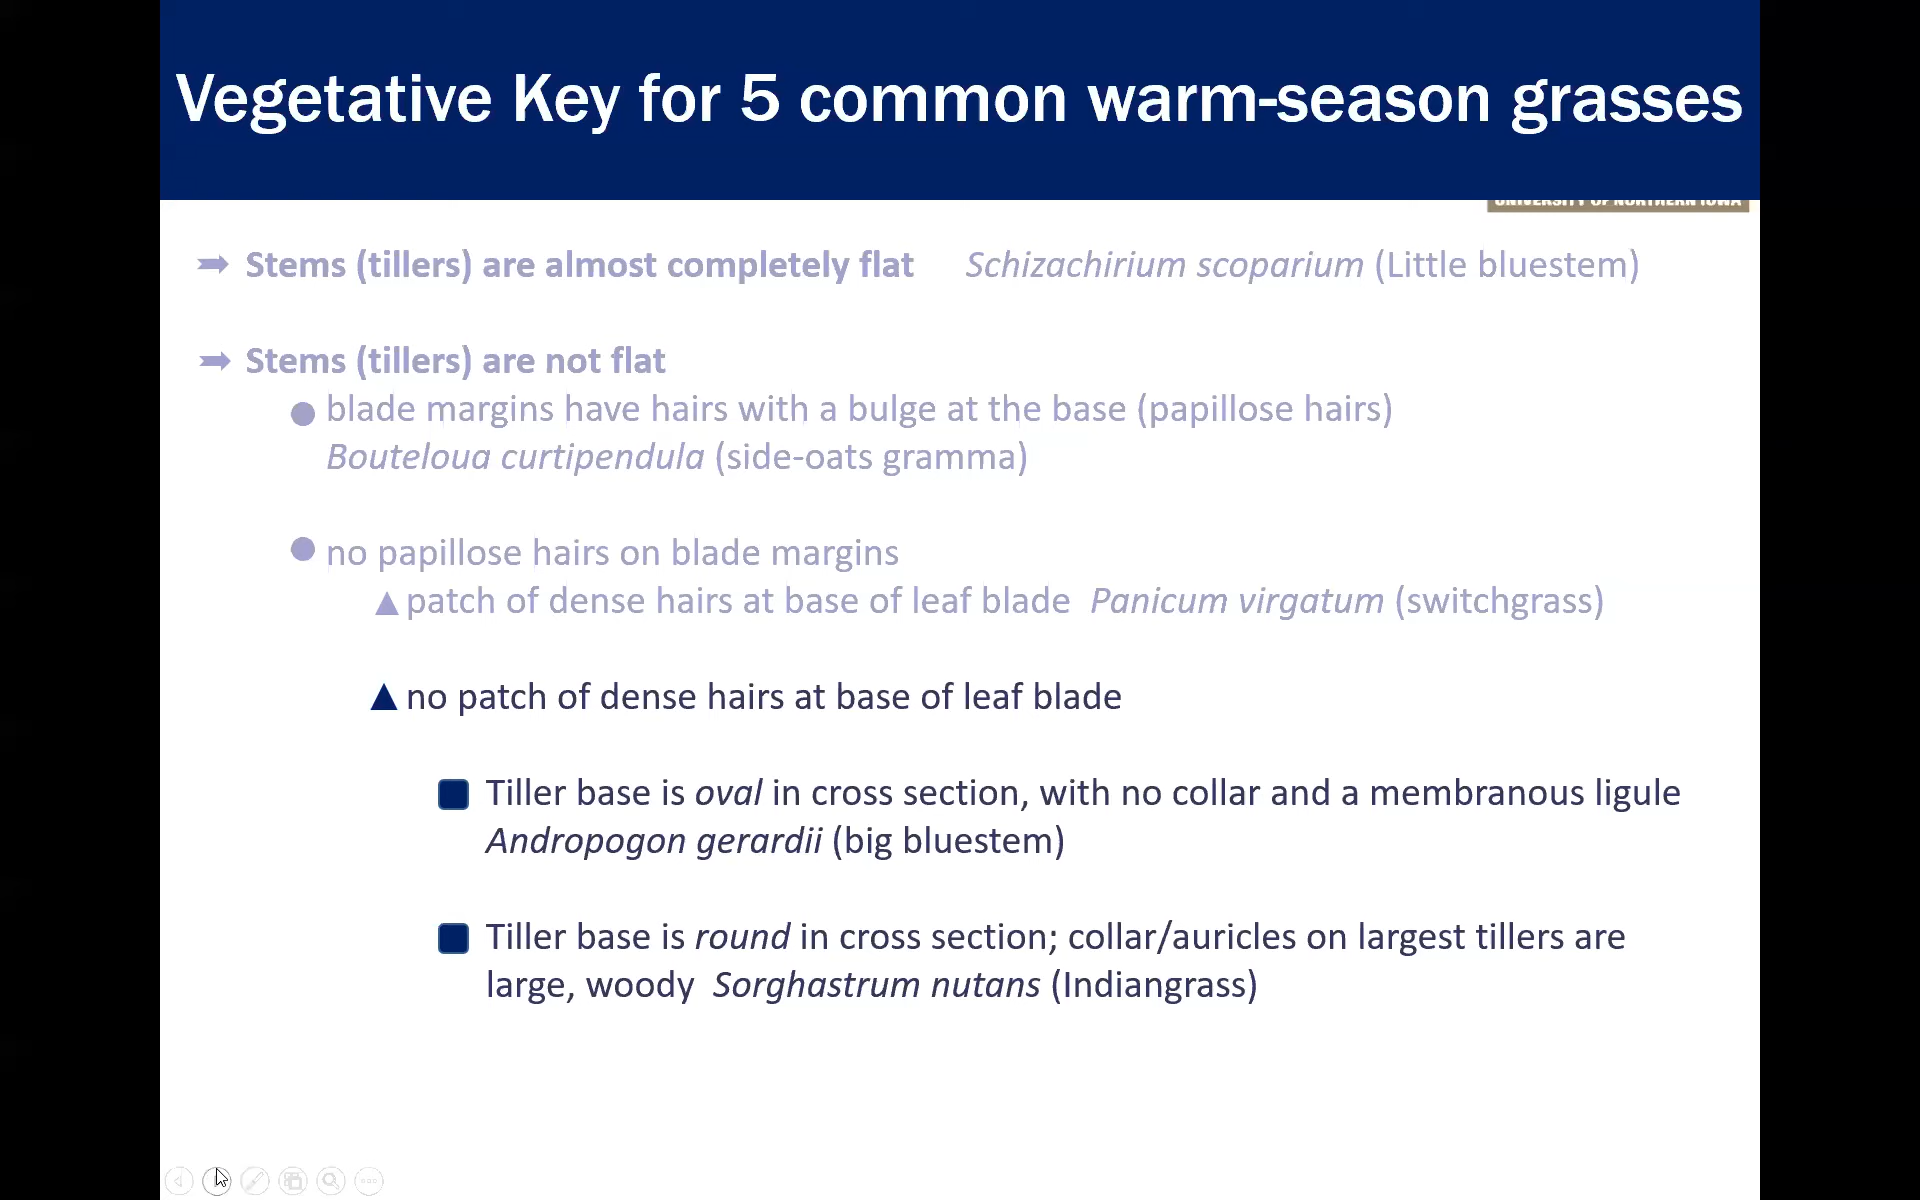 Vegetative Key for 5 common warm-season grasses
UNIVERSITY OF NORTHERN IOWA
Stems (tillers) are almost completely flat Schizachirium scoparium (Little bluestem)
Stems (tillers) are not flat
blade margins have hairs with a bulge at the base (papillose hairs)
Bouteloua curtipendula (side-oats gramma)
no papillose hairs on blade margins
patch of dense hairs at base of leaf blade Panicum virgatum (switchgrass)
no patch of dense hairs at base of leaf blade
Tiller base is oval in cross section, with no collar and a membranous ligule
Andropogon gerardii (big bluestem)
Tiller base is round in cross section; collar/auricles on largest tillers are
large, woody Sorghastrum nutans (Indiangrass)